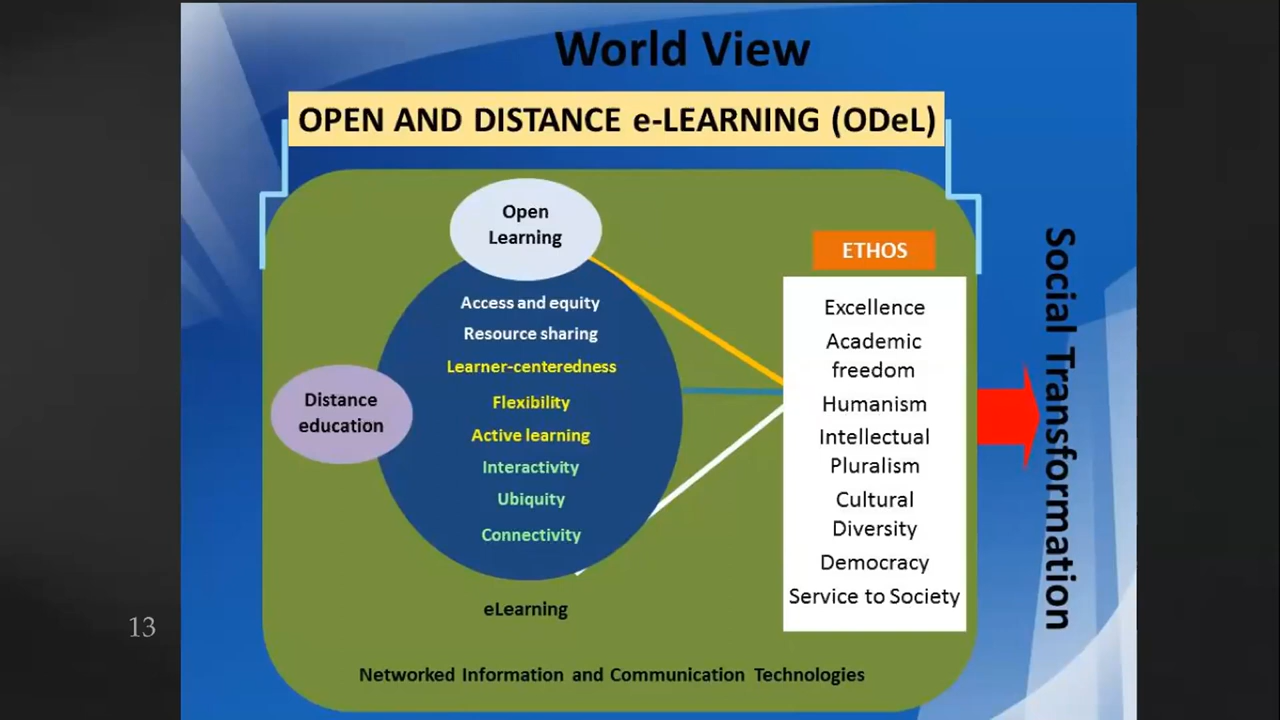 World View
OPEN AND DISTANCE e-LEARNING (ODeL)
Open
Learning
Access and equity
Resource sharing
Learner-centeredness
Flexibility
Active learning
Interactivity
Ubiquity
Connectivity
Distance
education
eLearning
Networked Information and Communication Technologies
ETHOS
Excellence
Academic
freedom
Humanism
Intellectual
Pluralism
Cultural
Diversity
Democracy
Service to Society
Social Transformation
13